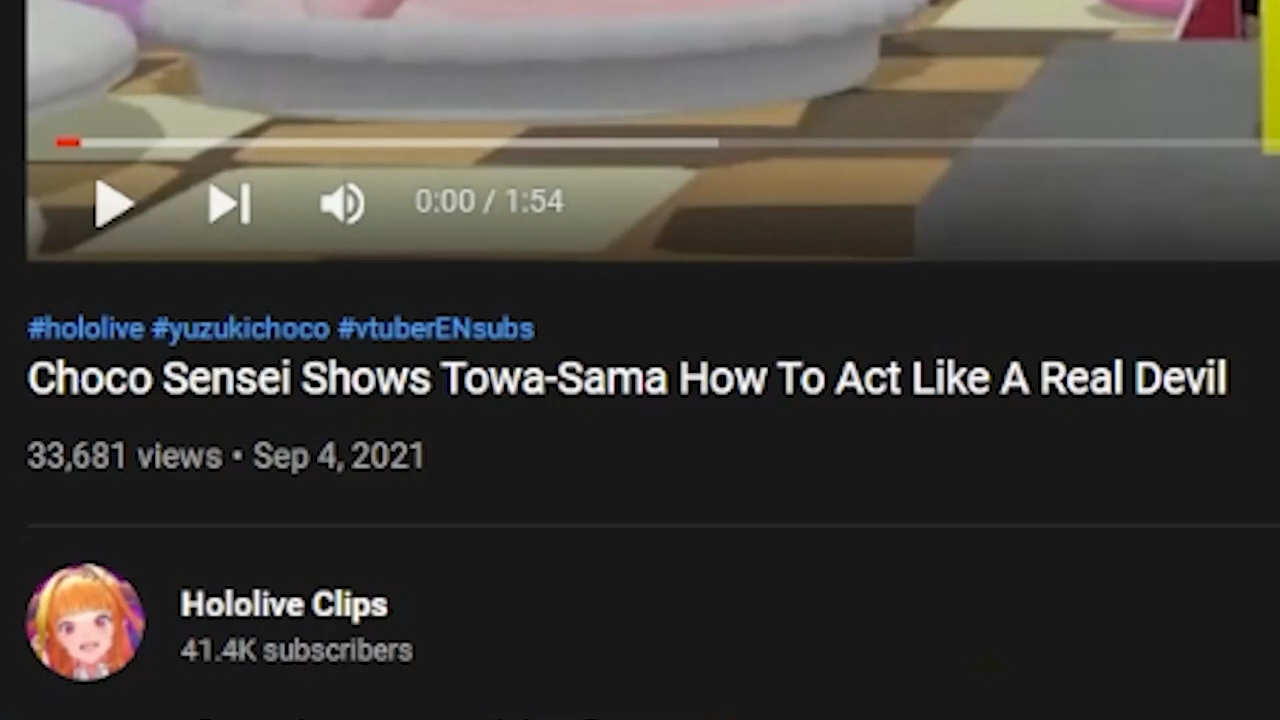 0:00 / 1:54
#hololive #yuzukichoco #vtuberENsubs
Choco Sensei Shows Towa-Sama How To Act Like A Real Devil
33,681 views • Sep 4, 2021
Hololive Clips
41.4K subscribers